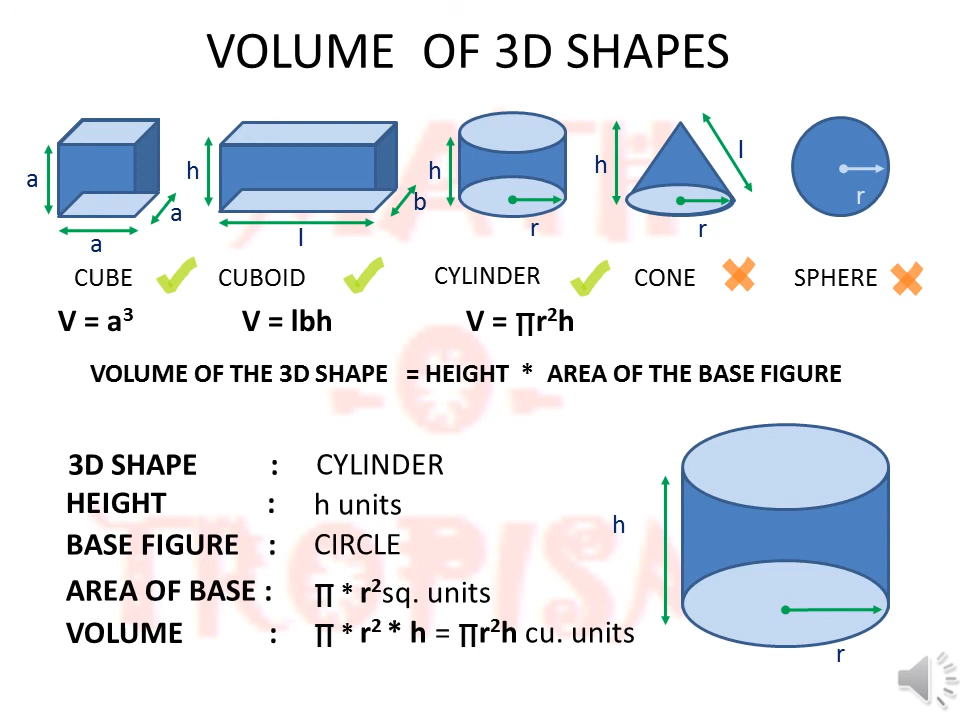 VOLUME OF 3D SHAPES
a
a
a
h
b
l
h
r
h
l
r
r
CUBE
CUBOID
CYLINDER
CONE
SPHERE
V = a³
V = lbh
V = ∏r²h
VOLUME OF THE 3D SHAPE = HEIGHT * AREA OF THE BASE FIGURE
3D SHAPE : CYLINDER
HEIGHT : h units
BASE FIGURE : CIRCLE
AREA OF BASE : ∏ * r²sq. units
VOLUME : ∏ * r² * h = ∏r²h cu. units
h
r
MATH
TROPISM